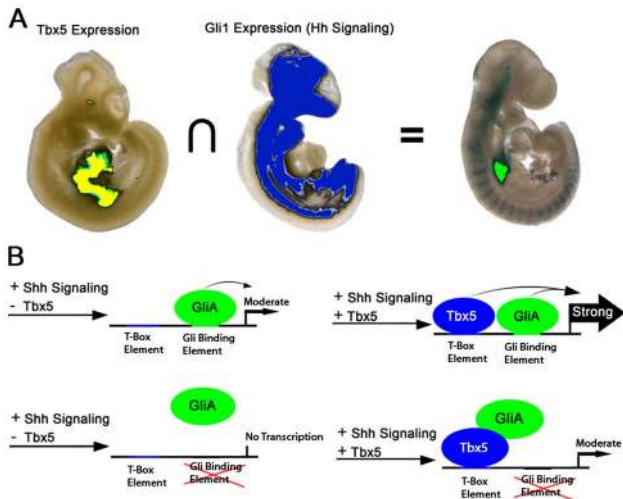 A
Tbx5 Expression
Gli1 Expression (Hh Signaling)
∩
=
B
+ Shh Signaling
- Tbx5
GliA
Moderate
T-Box
Element
Gli Binding
Element
+ Shh Signaling
+ Tbx5
Tbx5
GliA
Strong
T-Box
Element
Gli Binding
Element
+ Shh Signaling
- Tbx5
GliA
No Transcription
T-Box
Element
Gli Binding
Element
+ Shh Signaling
+ Tbx5
GliA
Tbx5
Moderate
T-Box
Element
Gli Binding
Element